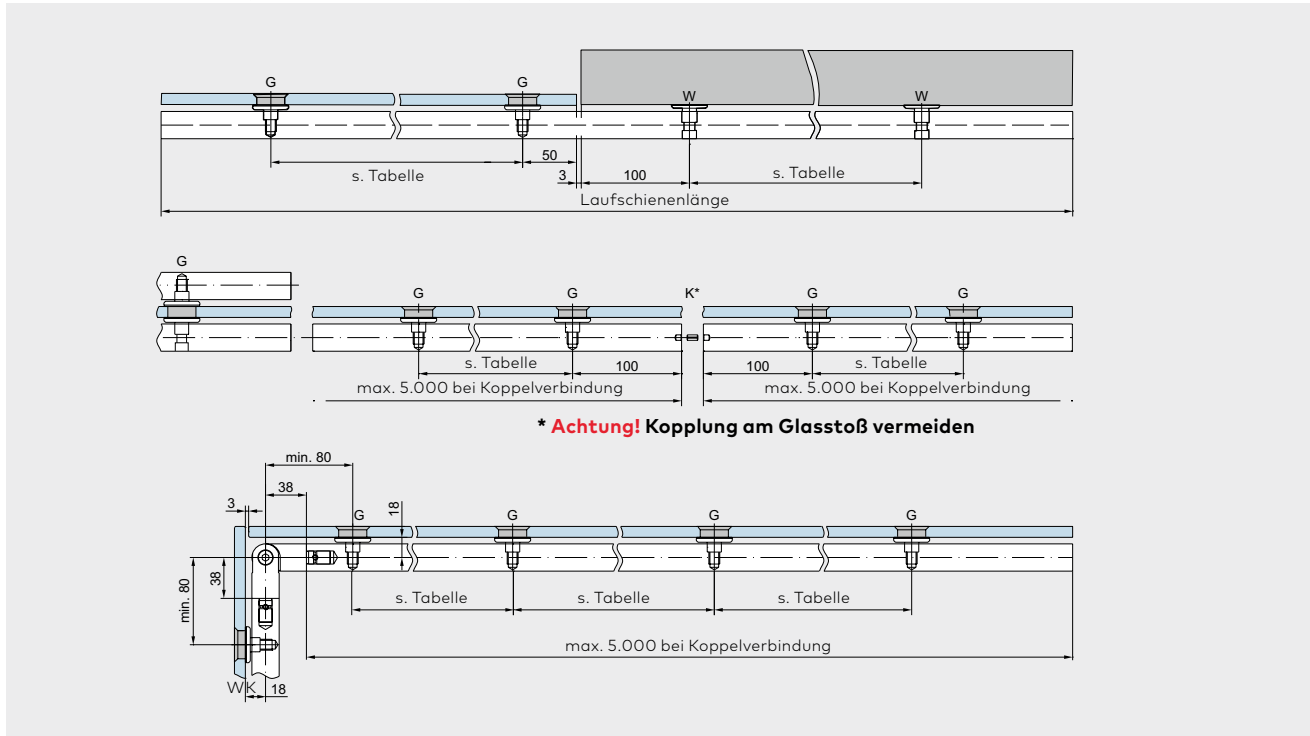 G
G
W
W
50
s. Tabelle
3
100
s. Tabelle
Laufschienenlänge
G
G
G
K*
G
G
s. Tabelle
100
100
s. Tabelle
max. 5.000 bei Koppelverbindung
max. 5.000 bei Koppelverbindung
* Achtung! Kopplung am Glasstoß vermeiden
min. 80
38
3
18
G
G
G
G
min. 80
38
s. Tabelle
s. Tabelle
s. Tabelle
max. 5.000 bei Koppelverbindung
WK
18